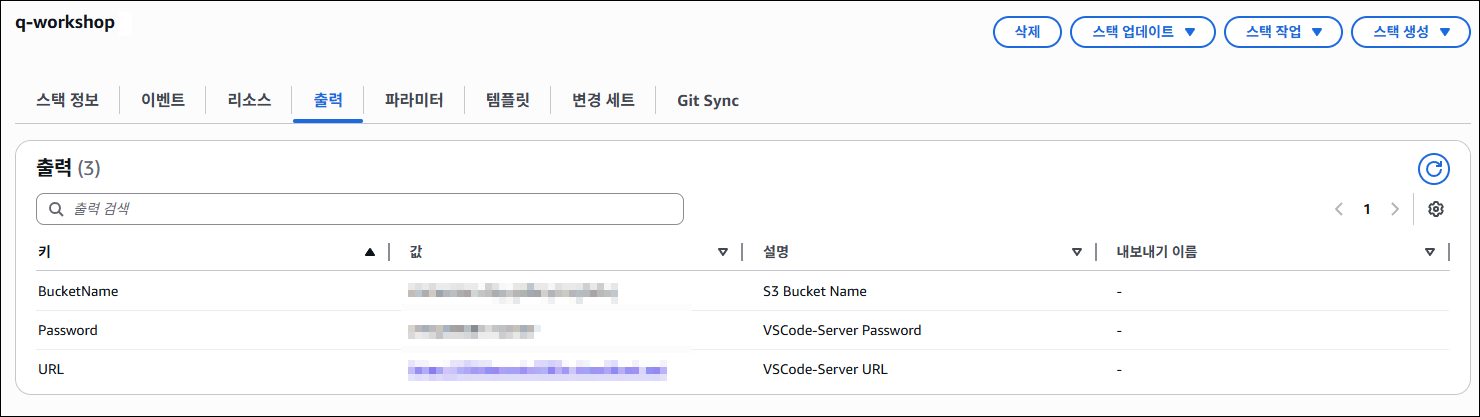 q-workshop
삭제 스택 업데이트 스택 작업 스택 생성
스택 정보 이벤트 리소스 출력 파라미터 템플릿 변경 세트 Git Sync
출력 (3)
출력 검색 1
키 값 설명 내보내기 이름
BucketName S3 Bucket Name -
Password VSCode-Server Password -
URL VSCode-Server URL -